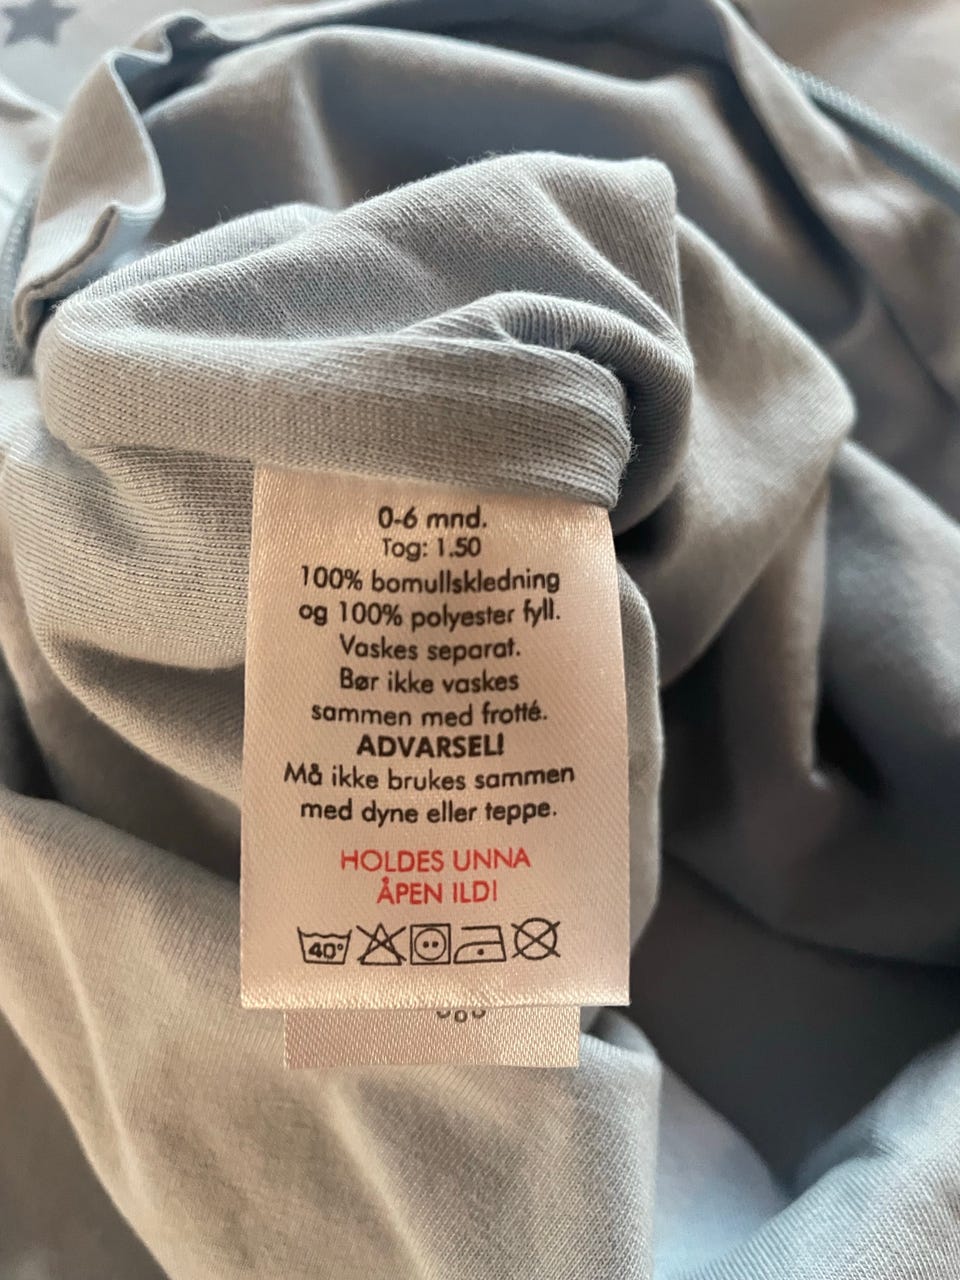 0-6 mnd.
Tog: 1.50
100% bomullskledning
og 100% polyester fyll.
Vaskes separat.
Bør ikke vaskes
sammen med frotté.
ADVARSEL!
Må ikke brukes sammen
med dyne eller teppe.
HOLDES UNNA
ÅPEN ILD!
40°